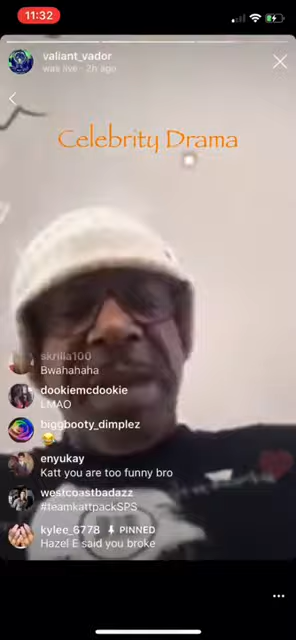 11:32
valiant_vador
was live • 2h ago
Celebrity Drama
skrilla100
Bwahahaha
dookiemcdookie
LMAO
biggbooty_dimplez
😂
enyukay
Katt you are too funny bro
westcoastbadazz
#teamkattpackSPS
kylee_6778 PINNED
Hazel E said you broke